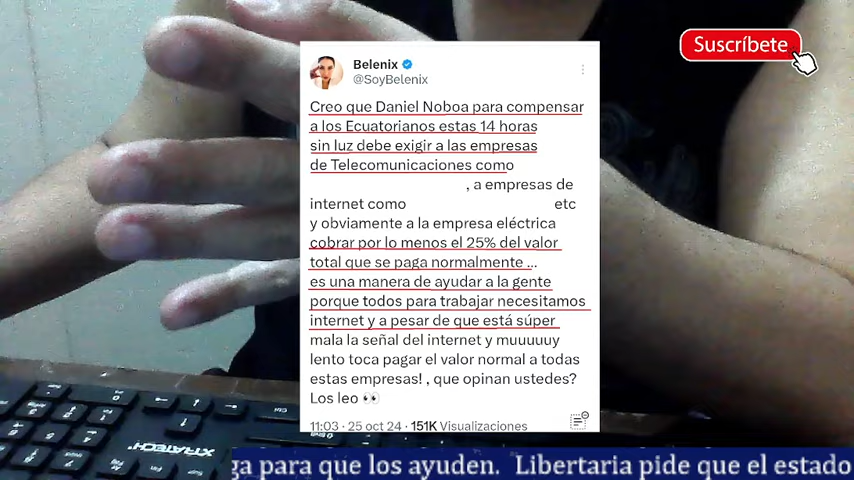 Suscríbete
Belenix
@SoyBelenix
Creo que Daniel Noboa para compensar
a los Ecuatorianos estas 14 horas
sin luz debe exigir a las empresas
de Telecomunicaciones como
, a empresas de
internet como etc
y obviamente a la empresa eléctrica
cobrar por lo menos el 25% del valor
total que se paga normalmente ...
es una manera de ayudar a la gente
porque todos para trabajar necesitamos
internet y a pesar de que está súper
mala la señal del internet y muuuuuy
lento toca pagar el valor normal a todas
estas empresas! , que opinan ustedes?
Los leo 👀
11:03 · 25 oct 24 · 151K Visualizaciones
XTRATECH
ga para que los ayuden. Libertaria pide que el estado